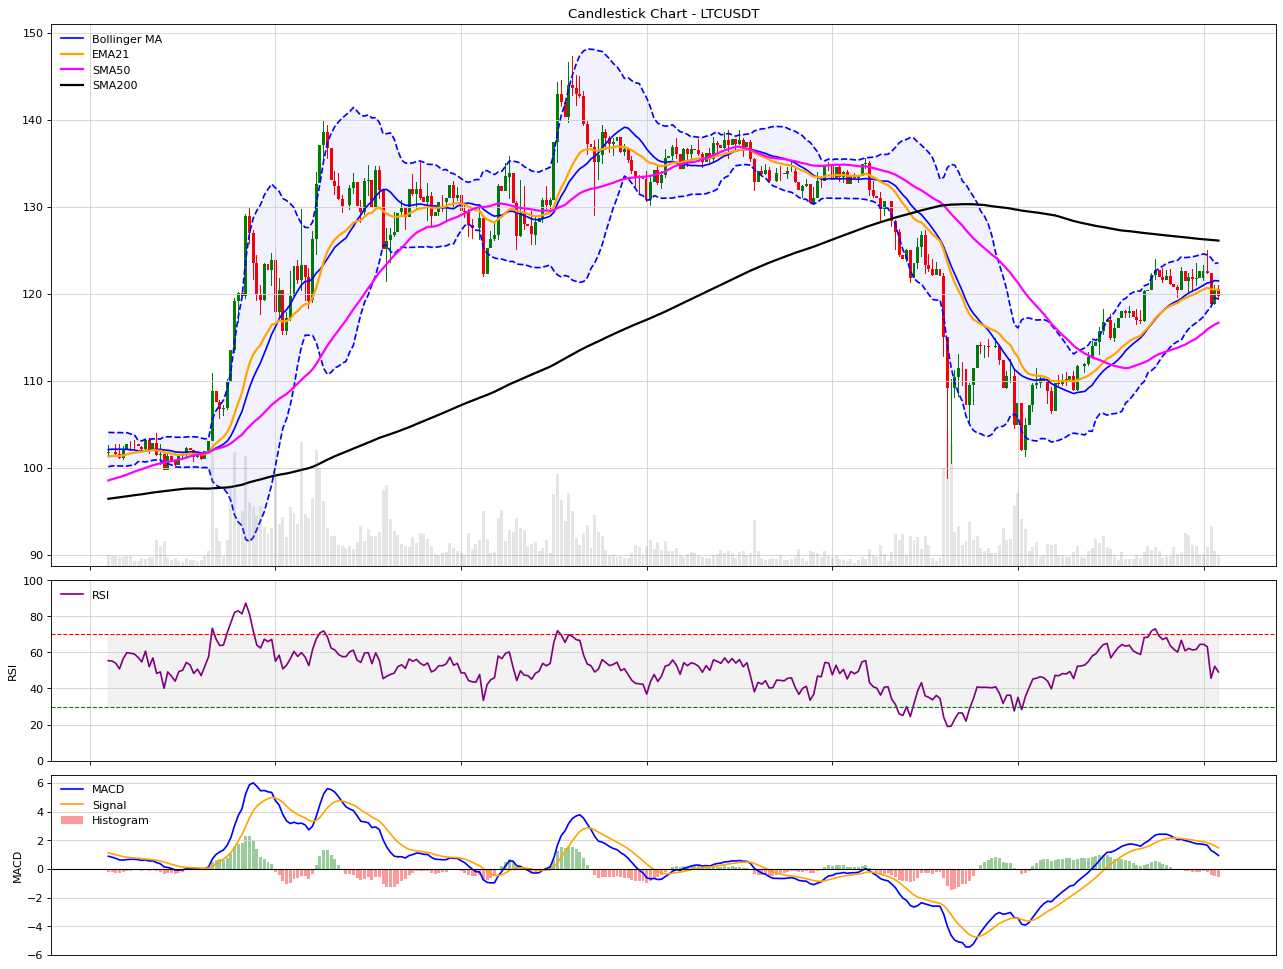 Candlestick Chart - LTCUSDT
Bollinger MA
EMA21
SMA50
SMA200
150
140
130
120
110
100
90
RSI
100
80
60
40
20
0
RSI
MACD
Signal
Histogram
6
4
2
0
−2
−4
−6
MACD